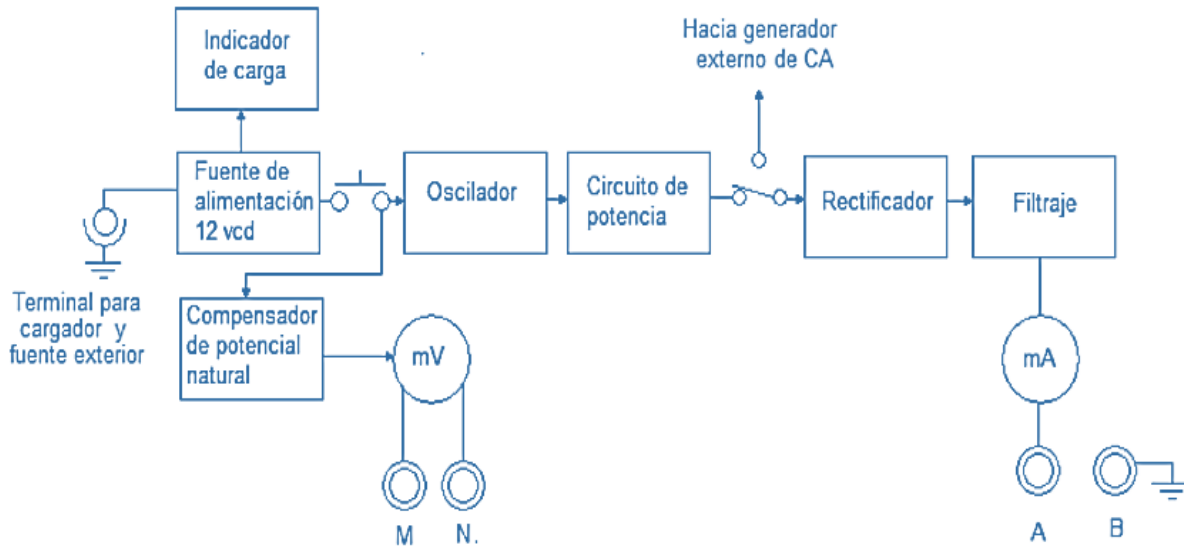 Indicador
de carga
Hacia generador
externo de CA
Fuente de
alimentación
12 vcd
Oscilador
Circuito de
potencia
Rectificador
Filtraje
Terminal para
cargador y
fuente exterior
Compensador
de potencial
natural
mV
mA
M
N.
A
B